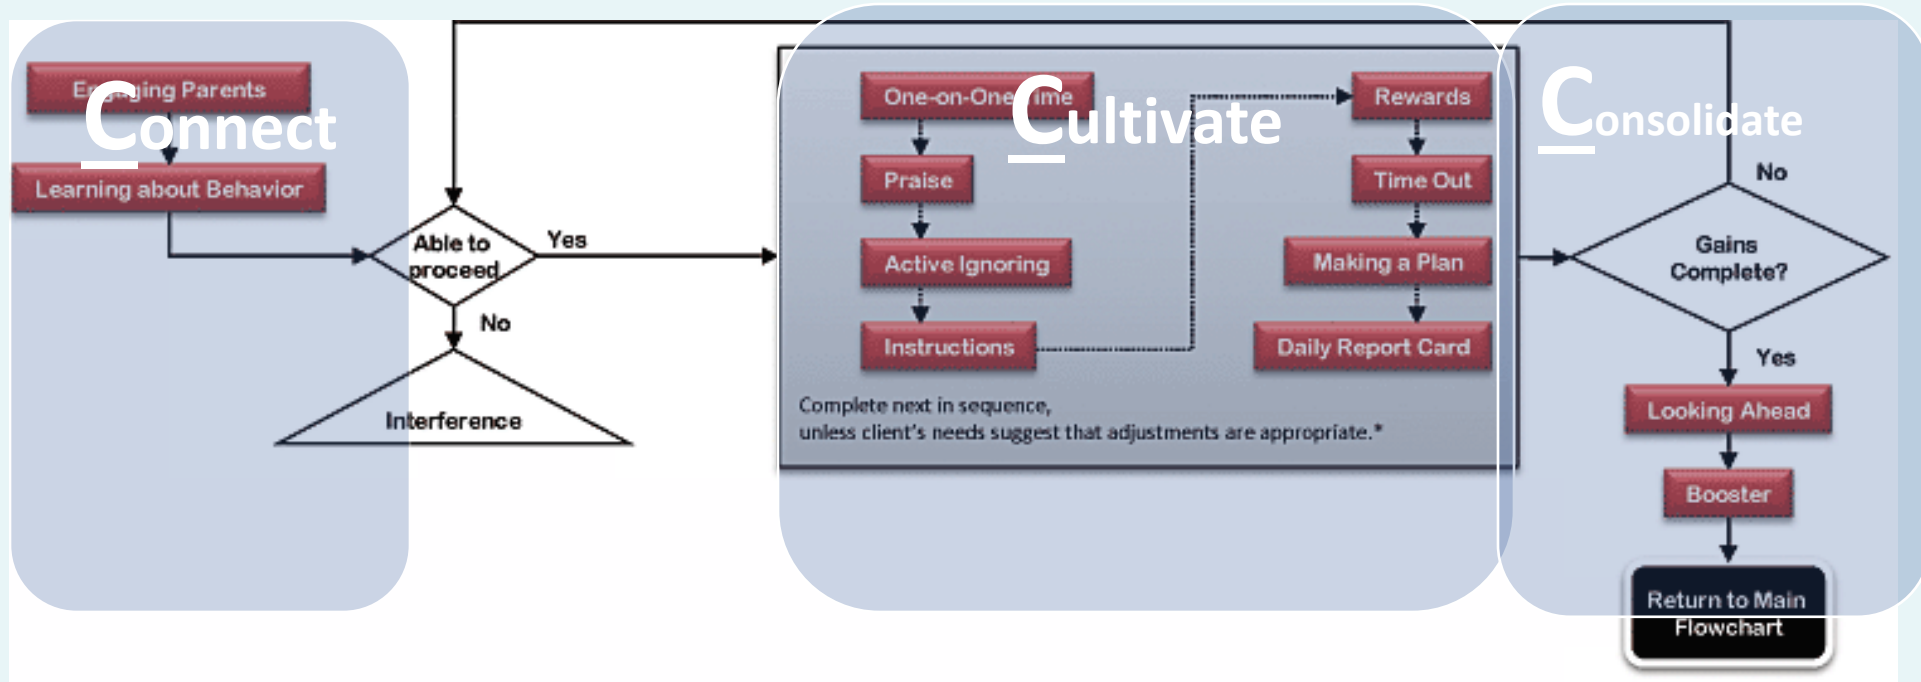 Connect
Engaging Parents
Learning about Behavior
Able to
proceed
Yes
No
Interference
Cultivate
One-on-One Time
Praise
Active Ignoring
Instructions
Rewards
Time Out
Making a Plan
Daily Report Card
Complete next in sequence,
unless client's needs suggest that adjustments are appropriate.*
Consolidate
No
Gains
Complete?
Yes
Looking Ahead
Booster
Return to Main
Flowchart